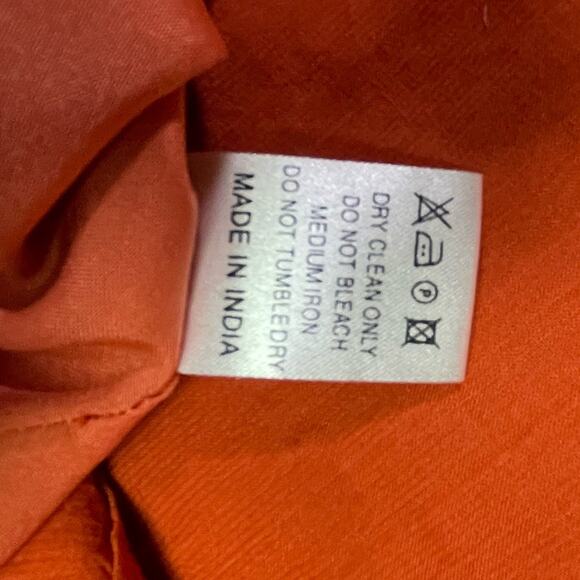 DRY CLEAN ONLY
DO NOT BLEACH
MEDIUM IRON
DO NOT TUMBLE DRY
MADE IN INDIA